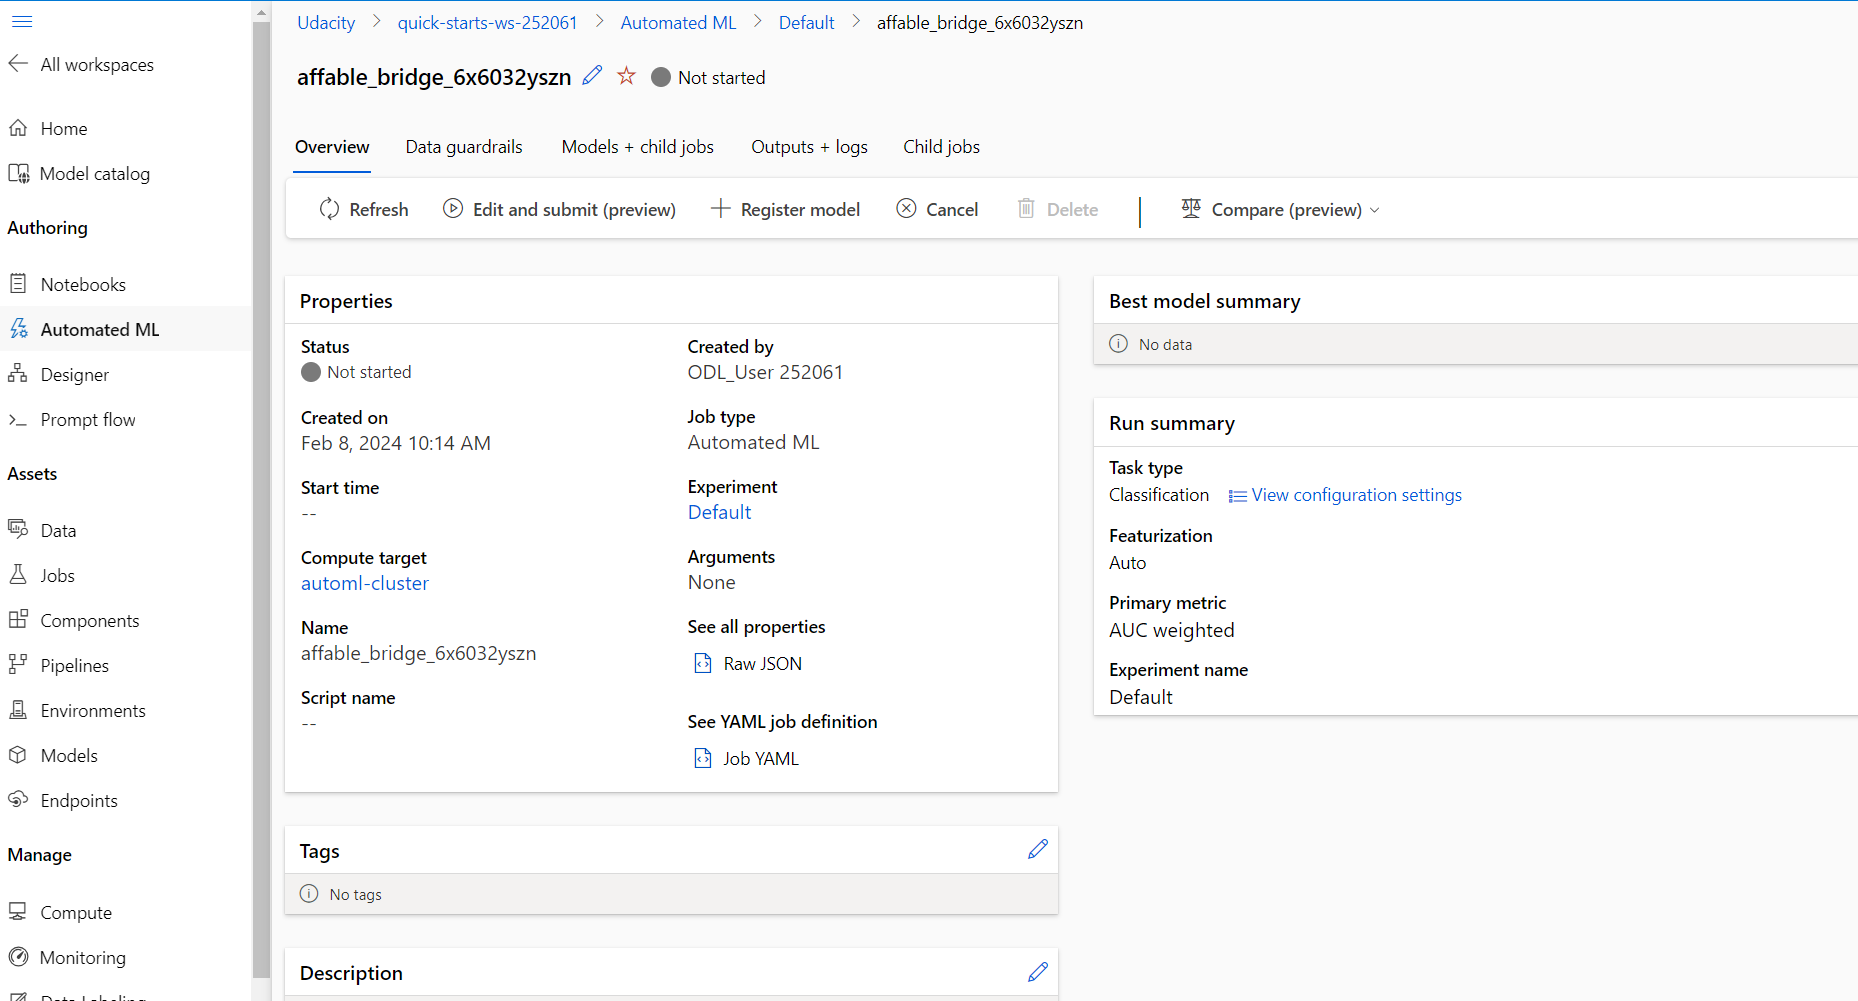 Udacity > quick-starts-ws-252061 > Automated ML > Default > affable_bridge_6x6032yszn
All workspaces
Home
Model catalog
Authoring
Notebooks
Automated ML
Designer
Prompt flow
Assets
Data
Jobs
Components
Pipelines
Environments
Models
Endpoints
Manage
Compute
Monitoring
Data Labeling
affable_bridge_6x6032yszn Not started
Overview Data guardrails Models + child jobs Outputs + logs Child jobs
Refresh Edit and submit (preview) Register model Cancel Delete Compare (preview)
Properties
Status
Not started
Created on
Feb 8, 2024 10:14 AM
Start time
--
Compute target
automl-cluster
Name
affable_bridge_6x6032yszn
Script name
--
Created by
ODL_User 252061
Job type
Automated ML
Experiment
Default
Arguments
None
See all properties
Raw JSON
See YAML job definition
Job YAML
Tags
No tags
Description
Best model summary
No data
Run summary
Task type
Classification View configuration settings
Featurization
Auto
Primary metric
AUC weighted
Experiment name
Default